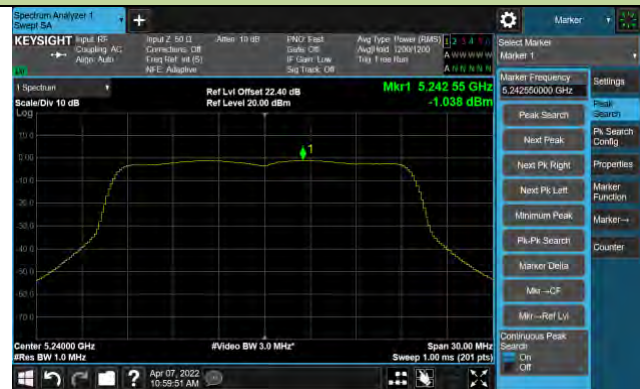 Spectrum Analyzer 1
Swept SA
+
Marker
KEYSIGHT
Input: RF
Coupling: AC
Align: Auto
Input Z: 50 Ω
Corrections: Off
Freq Ref: Int (S)
NFE: Adaptive
Atten: 10 dB
PNO: Fast
Gate: Off
IF Gain: Low
Sig Track: Off
Avg Type: Power (RMS)
Avg|Hold: 1200/1200
Trig: Free Run
1 2 3 4 5 6
A W W W W W
A N N N N N
Select Marker
Marker 1
1 Spectrum
Scale/Div 10 dB
Log
Ref Lvl Offset 22.40 dB
Ref Level 20.00 dBm
Mkr1 5.242 55 GHz
-1.038 dBm
10.0
0.00
-10.0
-20.0
-30.0
-40.0
-50.0
-60.0
-70.0
1
Center 5.24000 GHz
#Res BW 1.0 MHz
#Video BW 3.0 MHz*
Span 30.00 MHz
Sweep 1.00 ms (201 pts)
Marker Frequency
5.242550000 GHz
Peak Search
Next Peak
Next Pk Right
Next Pk Left
Minimum Peak
Pk-Pk Search
Marker Delta
Mkr→CF
Mkr→Ref Lvl
Continuous Peak
Search
On
Off
Settings
Peak
Search
Pk Search
Config
Properties
Marker
Function
Marker→
Counter
?
Apr 07, 2022
10:59:51 AM